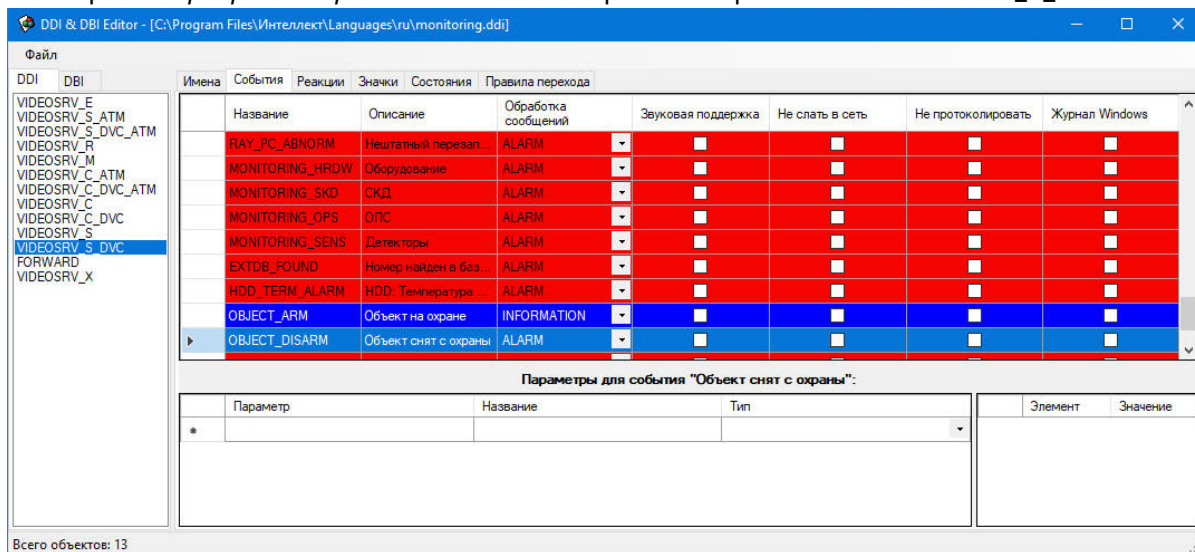 DDI & DBI Editor - [C:\Program Files\Интеллект\Languages\ru\monitoring.ddi]
Файл
DDI DBI
Имена События Реакции Значки Состояния Правила перехода
VIDEOSRV_E
VIDEOSRV_S_ATM
VIDEOSRV_S_DVC_ATM
VIDEOSRV_R
VIDEOSRV_M
VIDEOSRV_C_ATM
VIDEOSRV_C_DVC_ATM
VIDEOSRV_C
VIDEOSRV_C_DVC
VIDEOSRV_S
VIDEOSRV_S_DVC
FORWARD
VIDEOSRV_X
Название Описание Обработка сообщений Звуковая поддержка Не слать в сеть Не протоколировать Журнал Windows
RAY_PC_ABNORM Нештатный перезап... ALARM
MONITORING_HRDW Оборудование ALARM
MONITORING_SKD СКД ALARM
MONITORING_OPS ОПС ALARM
MONITORING_SENS Детекторы ALARM
EXTDB_FOUND Номер найден в баз... ALARM
HDD_TERM_ALARM HDD: Температура ... ALARM
OBJECT_ARM Объект на охране INFORMATION
OBJECT_DISARM Объект снят с охраны ALARM
Параметры для события "Объект снят с охраны":
Параметр Название Тип
Элемент Значение
Всего объектов: 13